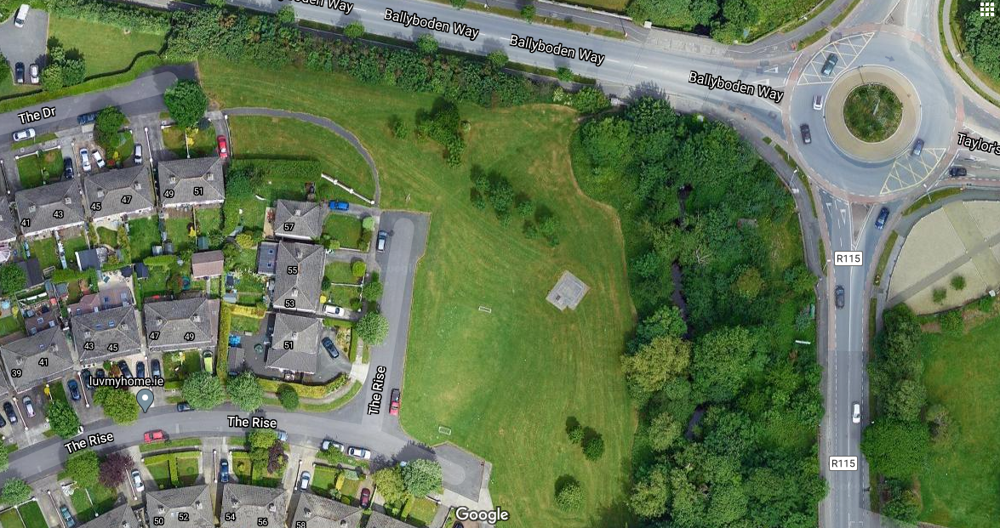 Ballyboden Way
Ballyboden Way
Ballyboden Way
Ballyboden Way
Taylor's
The Dr
49
51
45
47
41
43
57
R115
55
53
47
49
51
43
45
39
41
luvmyhome.ie
The Rise
The Rise
The Rise
R115
50
52
54
56
58
Google